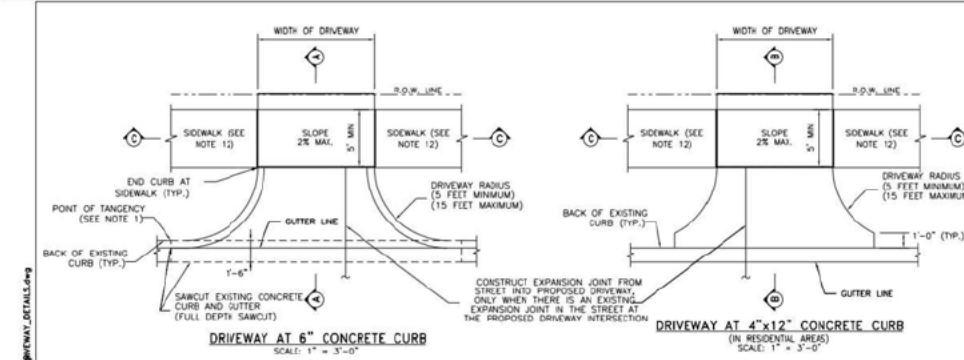 WIDTH OF DRIVEWAY
A
R.O.W. LINE
C
SIDEWALK (SEE
NOTE 12)
SLOPE
2% MAX.
5' MIN
SIDEWALK (SEE
NOTE 12)
C
END CURB AT
SIDEWALK (TYP.)
DRIVEWAY RADIUS
(5 FEET MINIMUM)
(15 FEET MAXIMUM)
POINT OF TANGENCY
(SEE NOTE 1)
GUTTER LINE
BACK OF EXISTING
CURB (TYP.)
1'-6"
SAWCUT EXISTING CONCRETE
CURB AND GUTTER
(FULL DEPTH SAWCUT)
A
CONSTRUCT EXPANSION JOINT FROM
STREET INTO PROPOSED DRIVEWAY,
ONLY WHEN THERE IS AN EXISTING
EXPANSION JOINT IN THE STREET AT
THE PROPOSED DRIVEWAY INTERSECTION
DRIVEWAY AT 6" CONCRETE CURB
SCALE: 1" = 3'-0"
WIDTH OF DRIVEWAY
B
R.O.W. LINE
C
SIDEWALK (SEE
NOTE 12)
SLOPE
2% MAX.
5' MIN
SIDEWALK (SEE
NOTE 12)
C
DRIVEWAY RADIUS
(5 FEET MINIMUM)
(15 FEET MAXIMUM
BACK OF EXISTING
CURB (TYP.)
1'-0" (TYP.)
GUTTER LINE
B
DRIVEWAY AT 4"x12" CONCRETE CURB
(IN RESIDENTIAL AREAS)
SCALE: 1" = 3'-0"
VEWAY_DETAILS.dwg